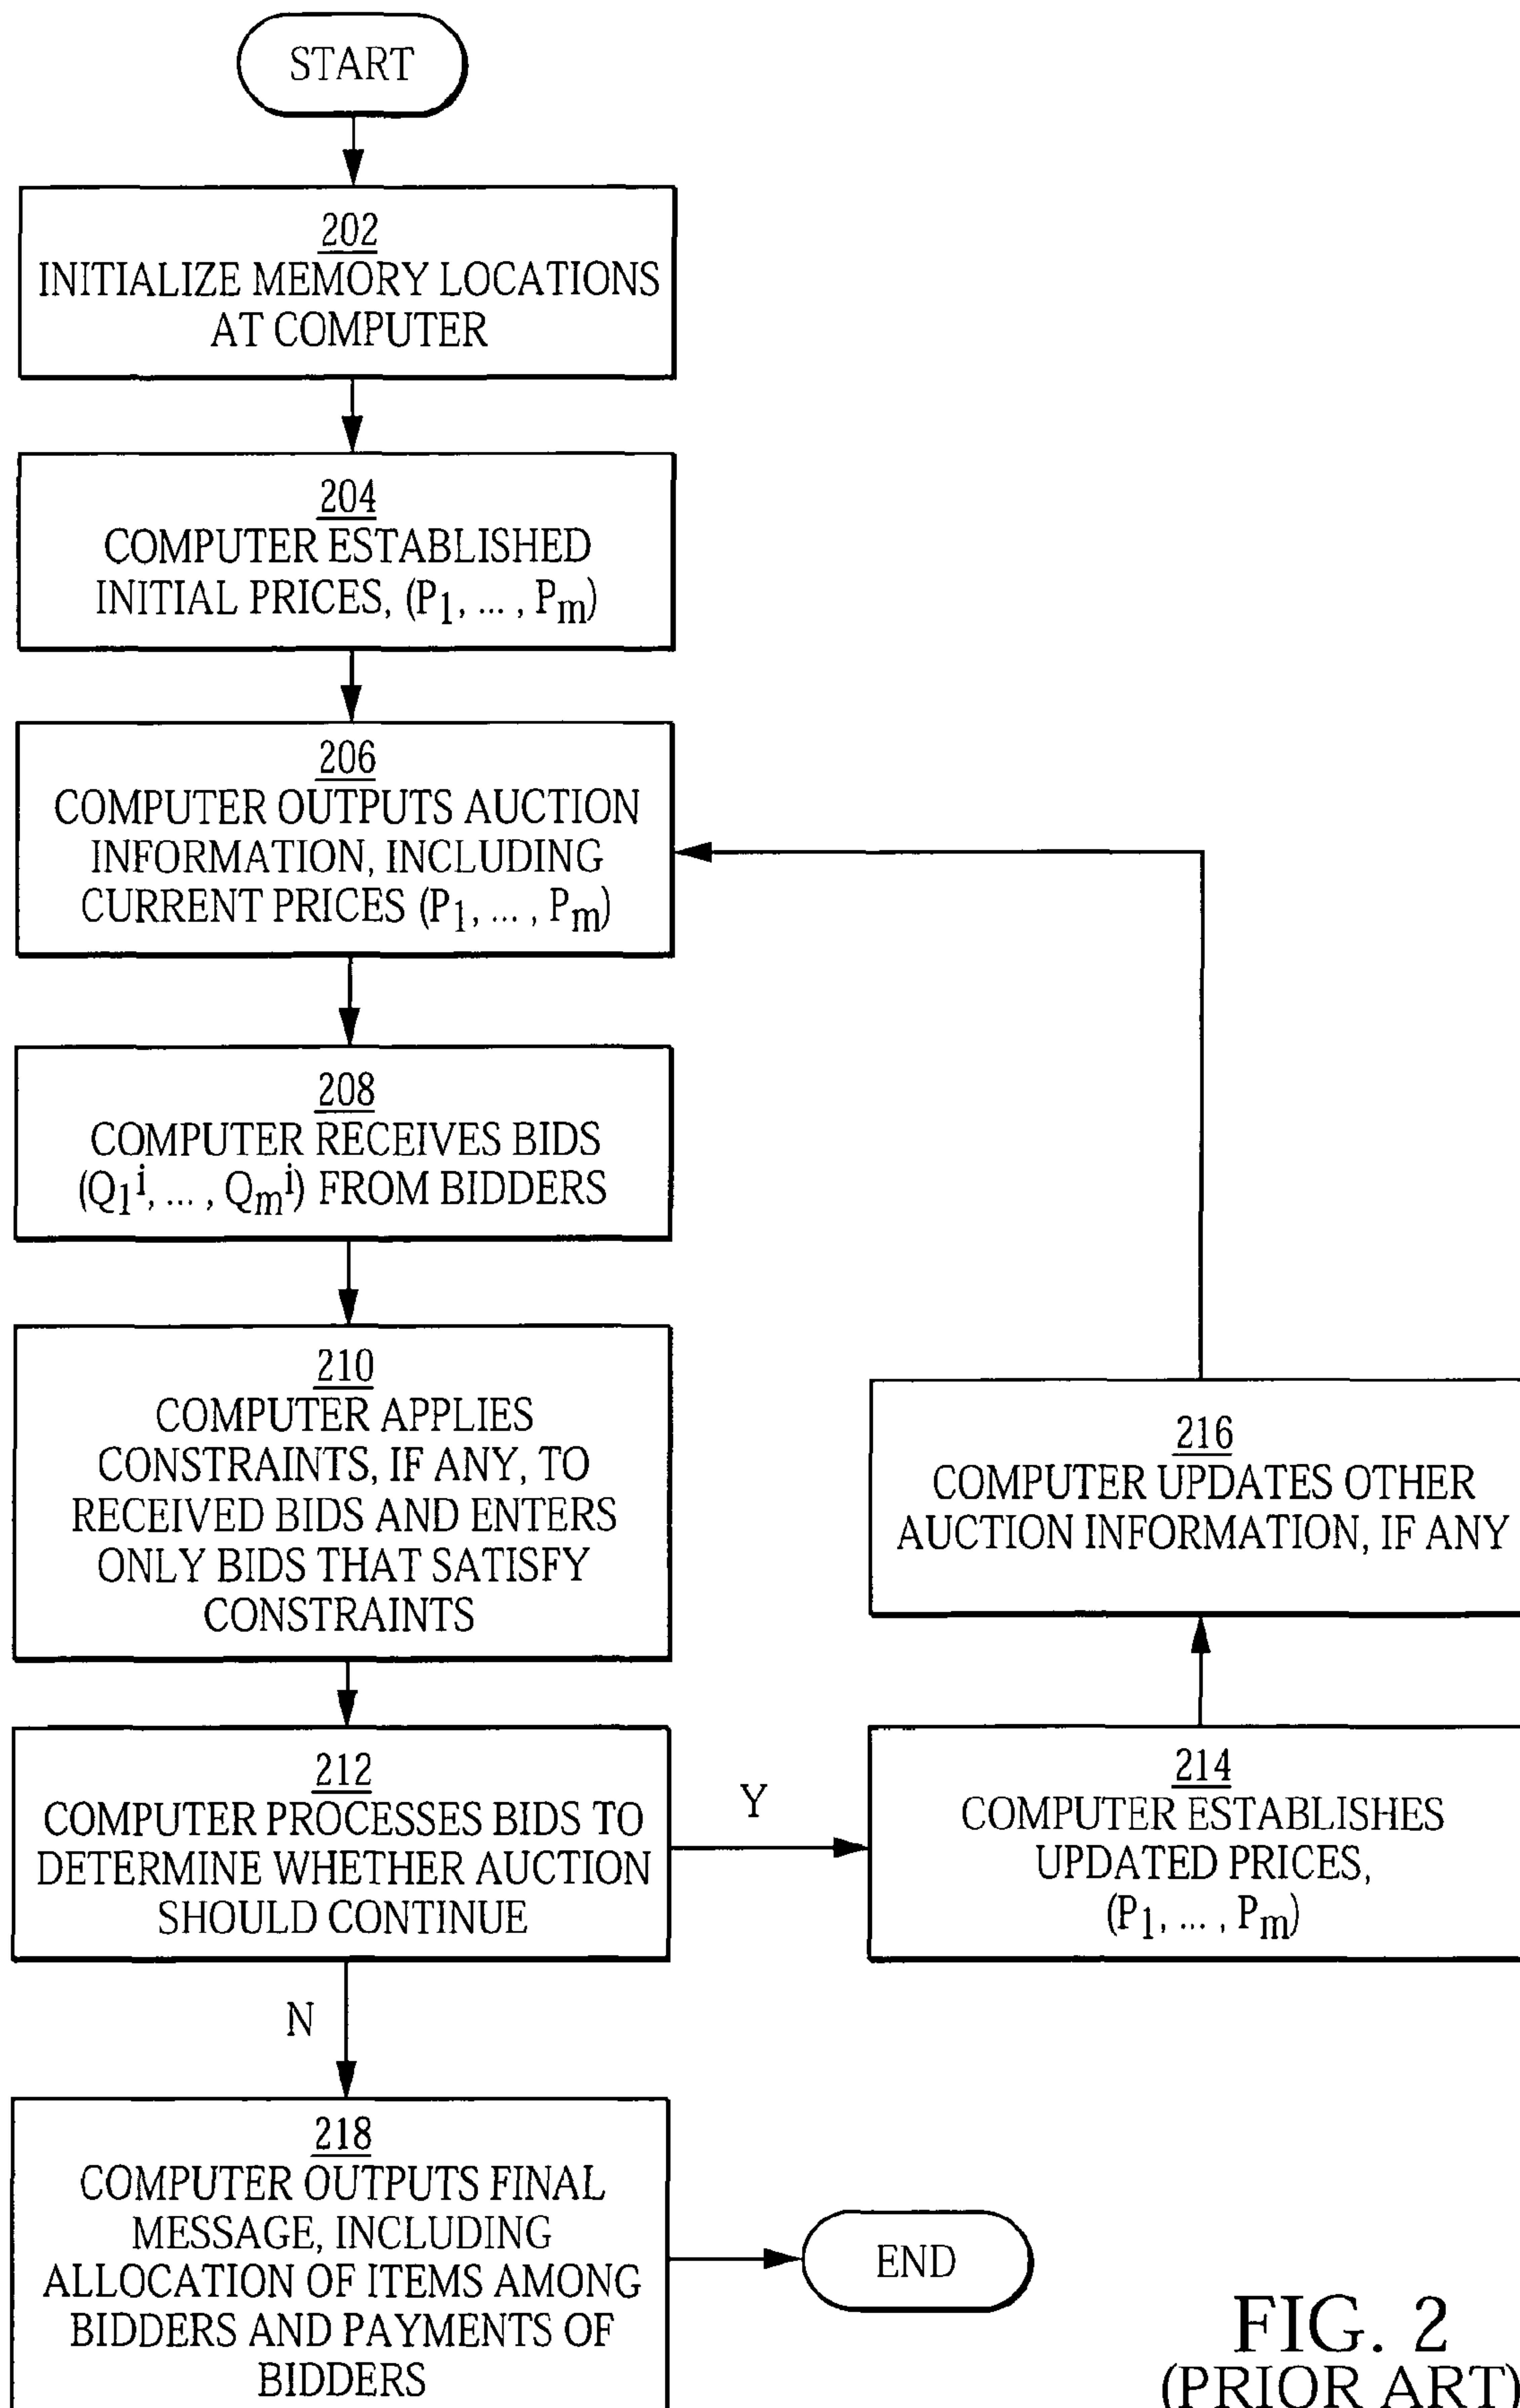 START
202
INITIALIZE MEMORY LOCATIONS
AT COMPUTER
204
COMPUTER ESTABLISHED
INITIAL PRICES, (P1, ... , Pm)
206
COMPUTER OUTPUTS AUCTION
INFORMATION, INCLUDING
CURRENT PRICES (P1, ... , Pm)
208
COMPUTER RECEIVES BIDS
(Q1i, ... , Qmi) FROM BIDDERS
210
COMPUTER APPLIES
CONSTRAINTS, IF ANY, TO
RECEIVED BIDS AND ENTERS
ONLY BIDS THAT SATISFY
CONSTRAINTS
212
COMPUTER PROCESSES BIDS TO
DETERMINE WHETHER AUCTION
SHOULD CONTINUE
Y
214
COMPUTER ESTABLISHES
UPDATED PRICES,
(P1, ... , Pm)
216
COMPUTER UPDATES OTHER
AUCTION INFORMATION, IF ANY
N
218
COMPUTER OUTPUTS FINAL
MESSAGE, INCLUDING
ALLOCATION OF ITEMS AMONG
BIDDERS AND PAYMENTS OF
BIDDERS
END
FIG. 2
(PRIOR ART)